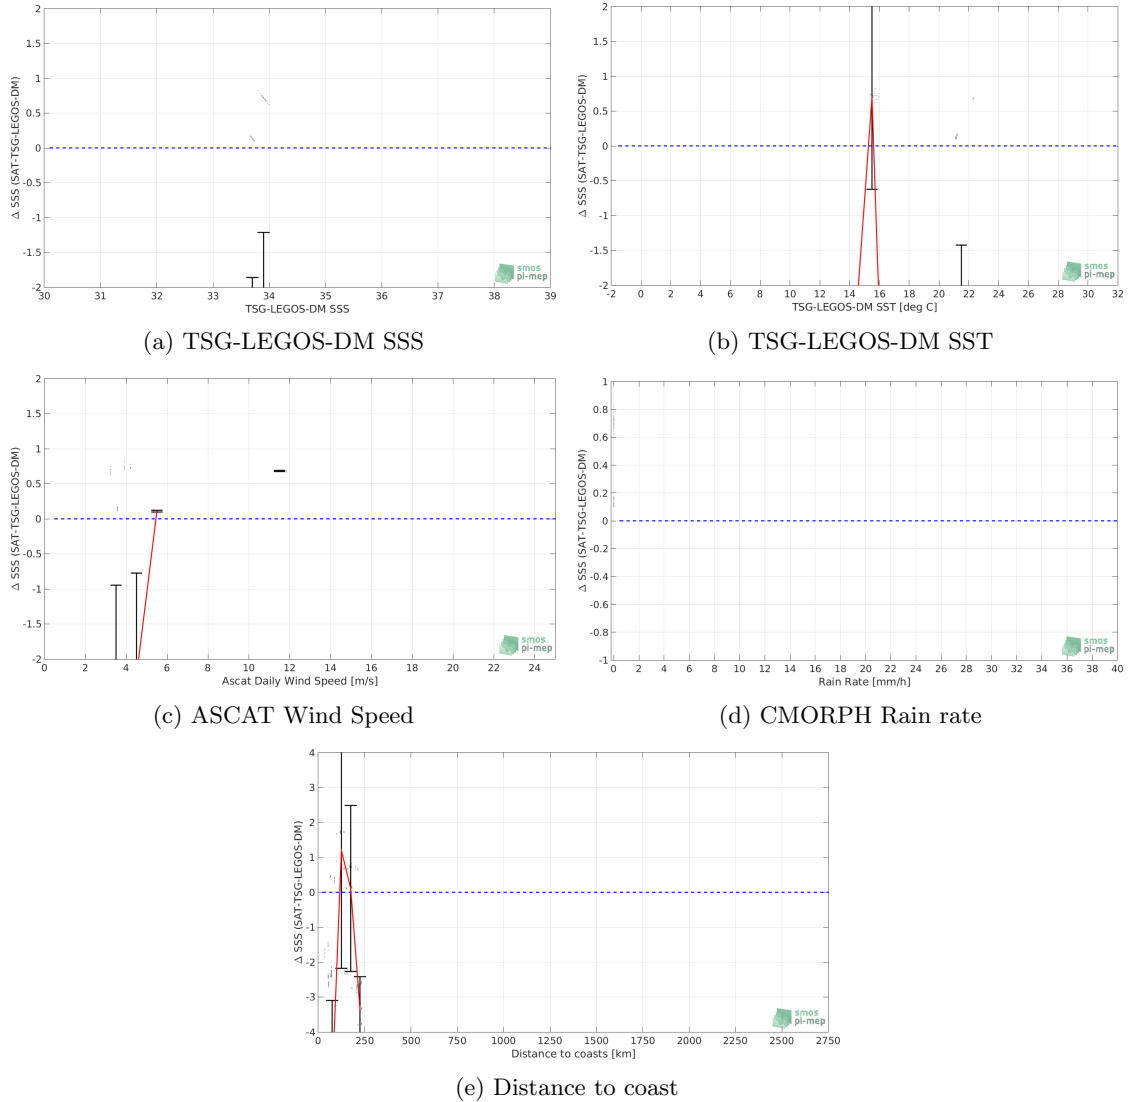 2
1.5
1
0.5
0
-0.5
-1
-1.5
-2
Δ SSS (SAT-TSG-LEGOS-DM)
30 31 32 33 34 35 36 37 38 39
TSG-LEGOS-DM SSS
smos
pi-mep
(a) TSG-LEGOS-DM SSS
2
1.5
1
0.5
0
-0.5
-1
-1.5
-2
Δ SSS (SAT-TSG-LEGOS-DM)
-2 0 2 4 6 8 10 12 14 16 18 20 22 24 26 28 30 32
TSG-LEGOS-DM SST [deg C]
smos
pi-mep
(b) TSG-LEGOS-DM SST
2
1.5
1
0.5
0
-0.5
-1
-1.5
-2
Δ SSS (SAT-TSG-LEGOS-DM)
0 2 4 6 8 10 12 14 16 18 20 22 24
Ascat Daily Wind Speed [m/s]
smos
pi-mep
(c) ASCAT Wind Speed
1
0.8
0.6
0.4
0.2
0
-0.2
-0.4
-0.6
-0.8
-1
Δ SSS (SAT-TSG-LEGOS-DM)
0 2 4 6 8 10 12 14 16 18 20 22 24 26 28 30 32 34 36 38 40
Rain Rate [mm/h]
smos
pi-mep
(d) CMORPH Rain rate
4
3
2
1
0
-1
-2
-3
-4
Δ SSS (SAT-TSG-LEGOS-DM)
0 250 500 750 1000 1250 1500 1750 2000 2250 2500 2750
Distance to coasts [km]
smos
pi-mep
(e) Distance to coast